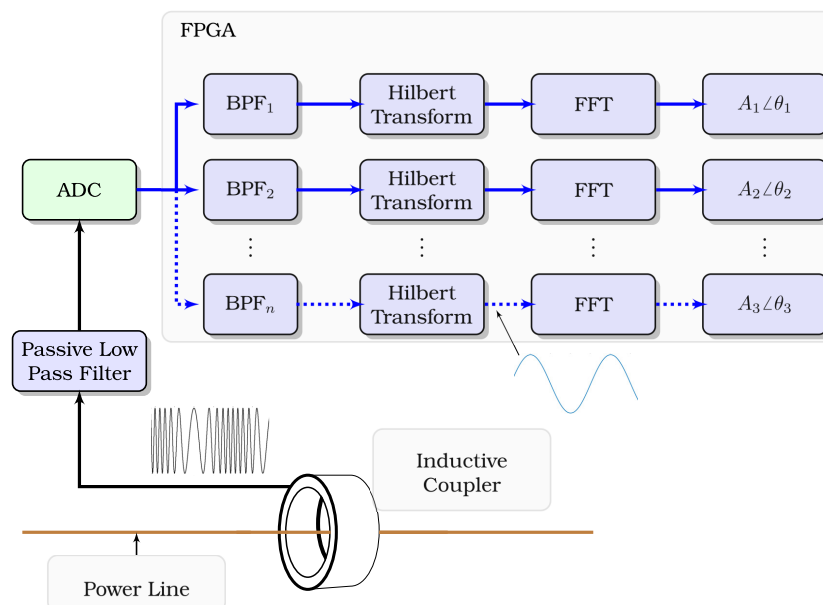 FPGA
BPF₁
Hilbert
Transform
FFT
A₁∠θ₁
ADC
BPF₂
Hilbert
Transform
FFT
A₂∠θ₂
⋮ ⋮ ⋮ ⋮
BPFₙ
Hilbert
Transform
FFT
A₃∠θ₃
Passive Low
Pass Filter
Inductive
Coupler
Power Line